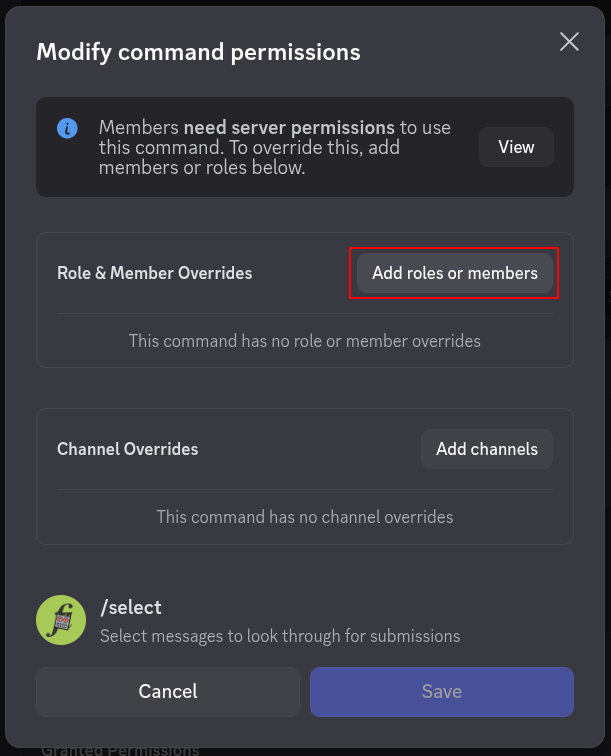 Modify command permissions
Members need server permissions to use
this command. To override this, add
members or roles below.
View
Role & Member Overrides
Add roles or members
This command has no role or member overrides
Channel Overrides
Add channels
This command has no channel overrides
/select
Select messages to look through for submissions
Cancel
Save
Granted Permissions